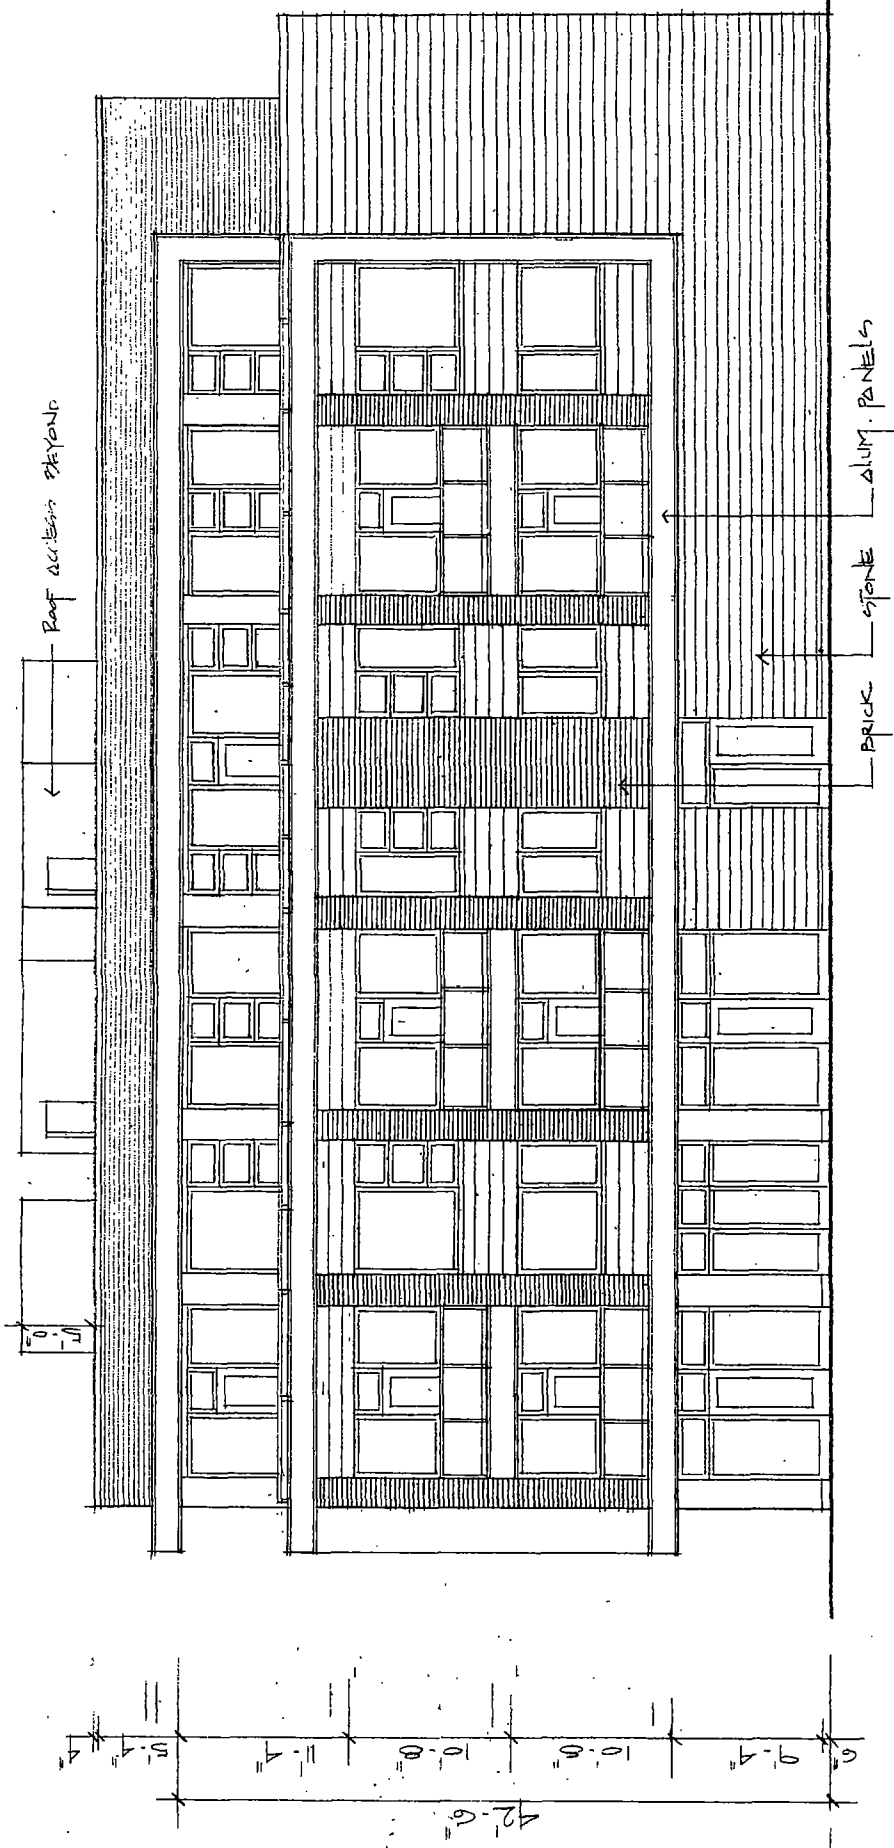 ROOF ACCESS BEYOND.
ALUM. PANELS
STONE
BRICK
5'-0"
4"
5'-4"
11'-4"
10'-8"
10'-8"
9'-4"
6"
42'-6"